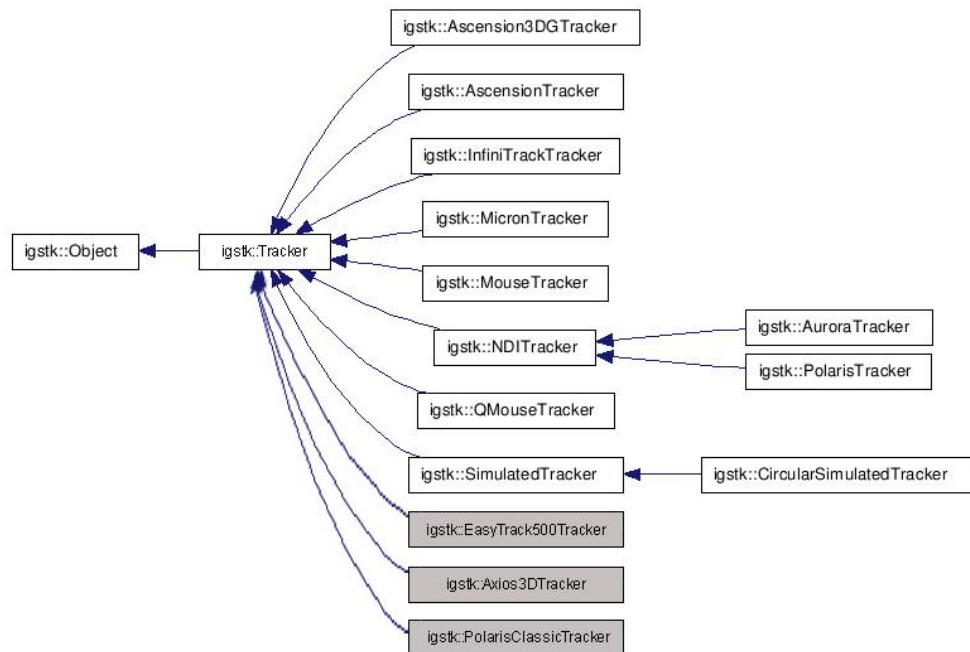 igstk::Ascension3DGTracker
igstk::AscensionTracker
igstk::InfiniTrackTracker
igstk::MicronTracker
igstk::Object
igstk::Tracker
igstk::MouseTracker
igstk::NDITracker
igstk::AuroraTracker
igstk::PolarisTracker
igstk::QMouseTracker
igstk::SimulatedTracker
igstk::CircularSimulatedTracker
igstk::EasyTrack500Tracker
igstk::Axios3DTracker
igstk::PolarisClassicTracker